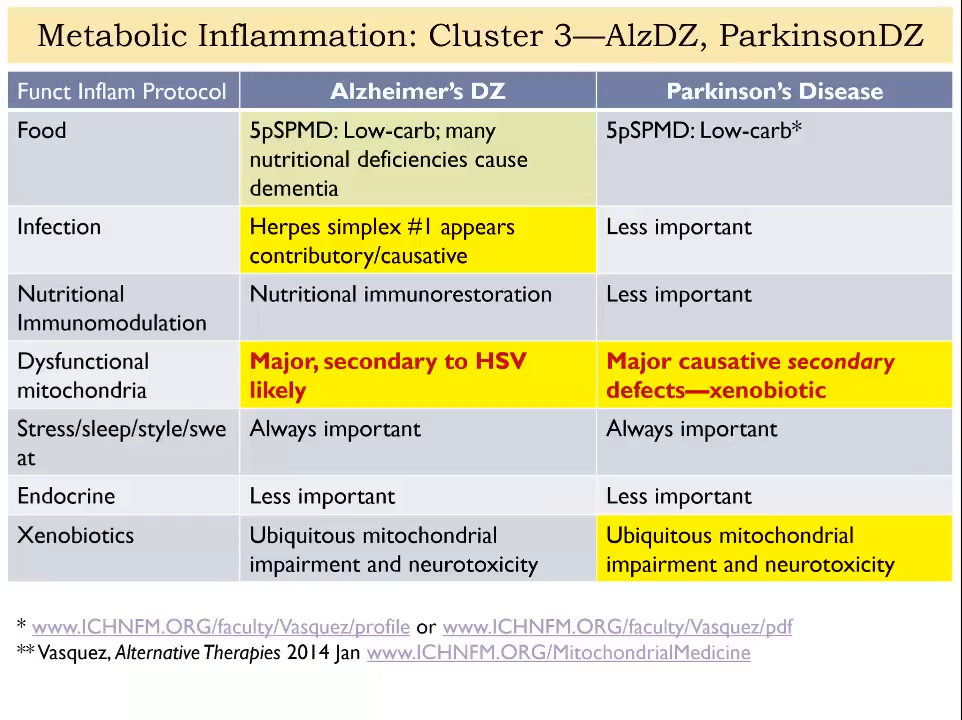 Metabolic Inflammation: Cluster 3—AlzDZ, ParkinsonDZ
Funct Inflam Protocol Alzheimer's DZ Parkinson's Disease
Food 5pSPMD: Low-carb; many 5pSPMD: Low-carb*
nutritional deficiencies cause
dementia
Infection Herpes simplex #1 appears Less important
contributory/causative
Nutritional Nutritional immunorestoration Less important
Immunomodulation
Dysfunctional Major, secondary to HSV Major causative secondary
mitochondria likely defects—xenobiotic
Stress/sleep/style/swe Always important Always important
at
Endocrine Less important Less important
Xenobiotics Ubiquitous mitochondrial Ubiquitous mitochondrial
impairment and neurotoxicity impairment and neurotoxicity
* www.ICHNFM.ORG/faculty/Vasquez/profile or www.ICHNFM.ORG/faculty/Vasquez/pdf
** Vasquez, Alternative Therapies 2014 Jan www.ICHNFM.ORG/MitochondrialMedicine